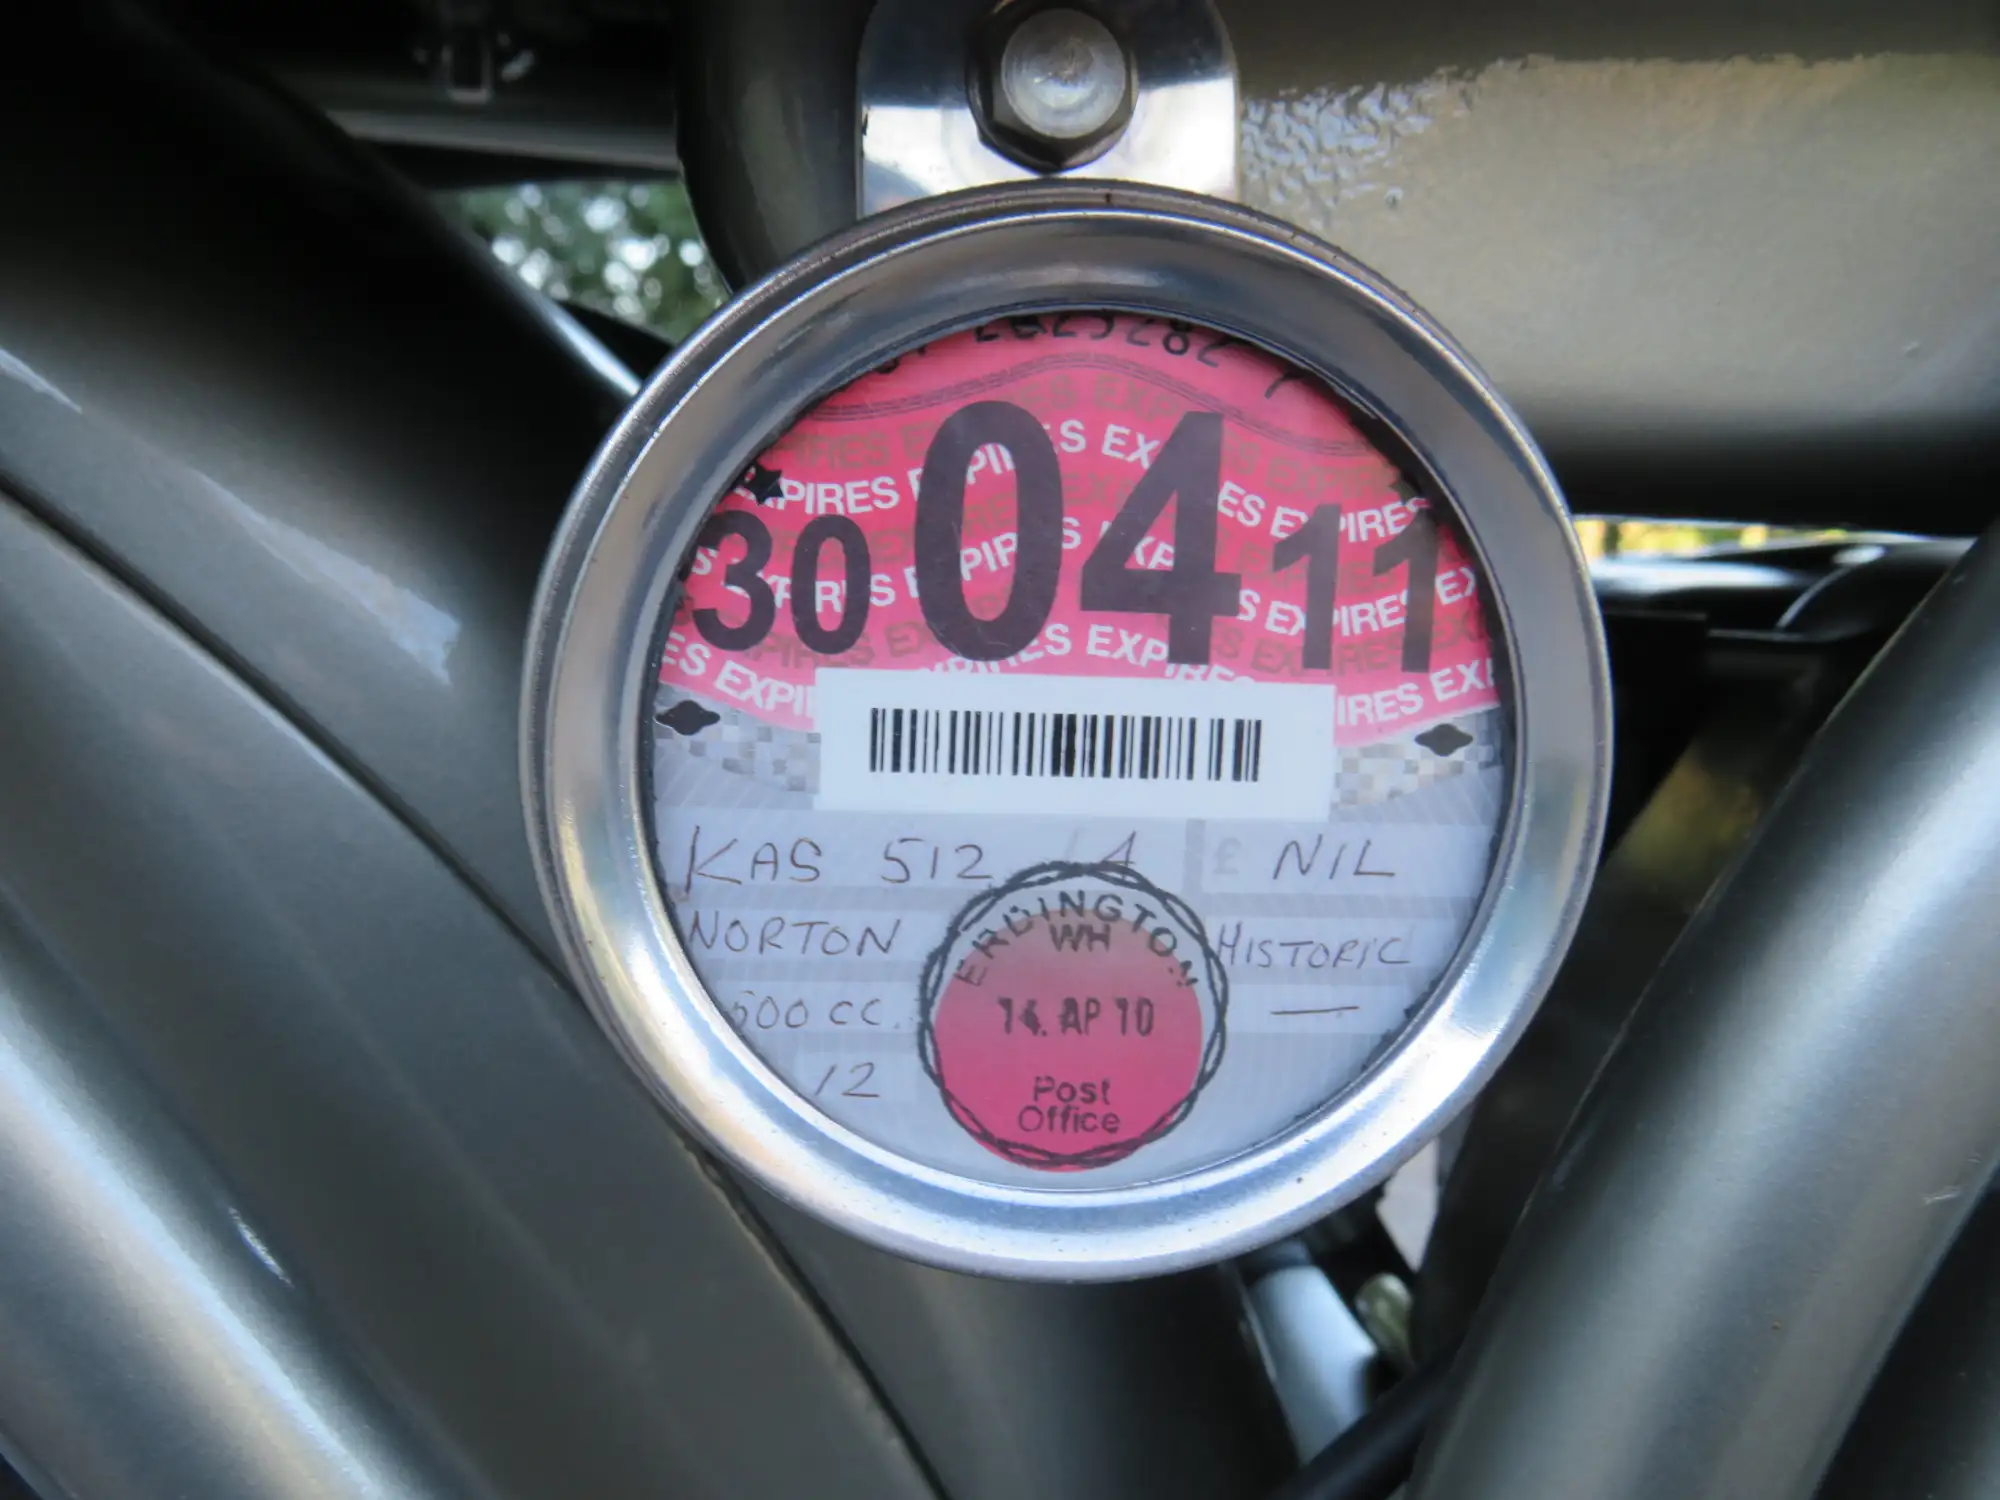 EXPIRES
30 04 11
KAS 512 A £ NIL
NORTON HISTORIC
500 CC. —
12
ERDINGTON
WH
14. AP 10
Post
Office